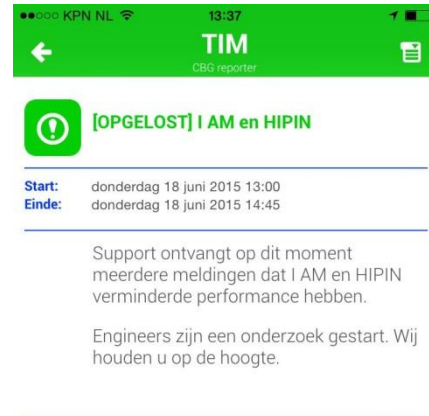 KPN NL 13:37
TIM
CBG reporter
[OPGELOST] I AM en HIPIN
Start: donderdag 18 juni 2015 13:00
Einde: donderdag 18 juni 2015 14:45
Support ontvangt op dit moment
meerdere meldingen dat I AM en HIPIN
verminderde performance hebben.
Engineers zijn een onderzoek gestart. Wij
houden u op de hoogte.